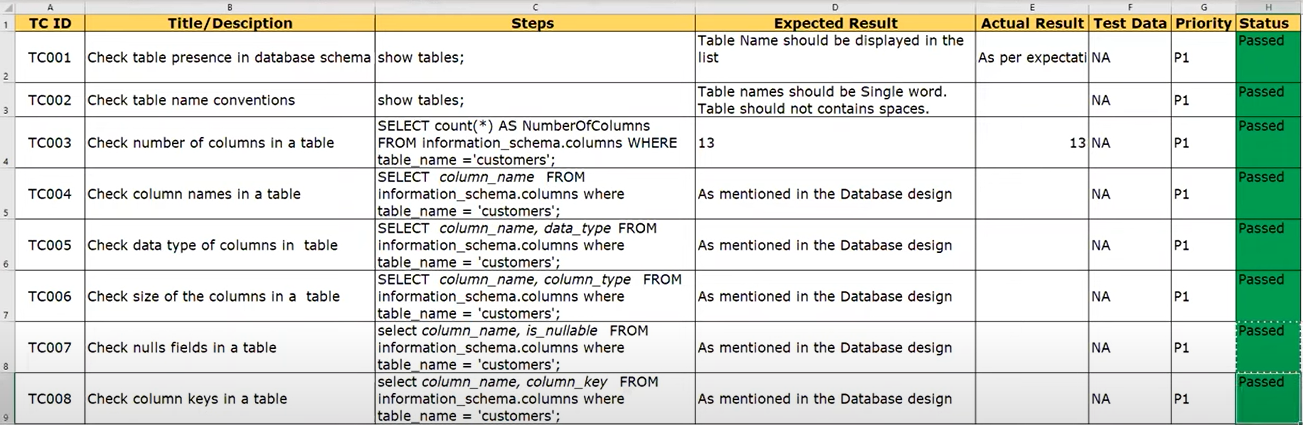 A B C D E F G H
1 TC ID Title/Desciption Steps Expected Result Actual Result Test Data Priority Status
2 TC001 Check table presence in database schema show tables; Table Name should be displayed in the
list As per expectati NA P1 Passed
3 TC002 Check table name conventions show tables; Table names should be Single word.
Table should not contains spaces. NA P1 Passed
4 TC003 Check number of columns in a table SELECT count(*) AS NumberOfColumns
FROM information_schema.columns WHERE
table_name ='customers'; 13 13 NA P1 Passed
5 TC004 Check column names in a table SELECT column_name FROM
information_schema.columns where
table_name = 'customers'; As mentioned in the Database design NA P1 Passed
6 TC005 Check data type of columns in table SELECT column_name, data_type FROM
information_schema.columns where
table_name = 'customers'; As mentioned in the Database design NA P1 Passed
7 TC006 Check size of the columns in a table SELECT column_name, column_type FROM
information_schema.columns where
table_name = 'customers'; As mentioned in the Database design NA P1 Passed
8 TC007 Check nulls fields in a table select column_name, is_nullable FROM
information_schema.columns where
table_name = 'customers'; As mentioned in the Database design NA P1 Passed
9 TC008 Check column keys in a table select column_name, column_key FROM
information_schema.columns where
table_name = 'customers'; As mentioned in the Database design NA P1 Passed